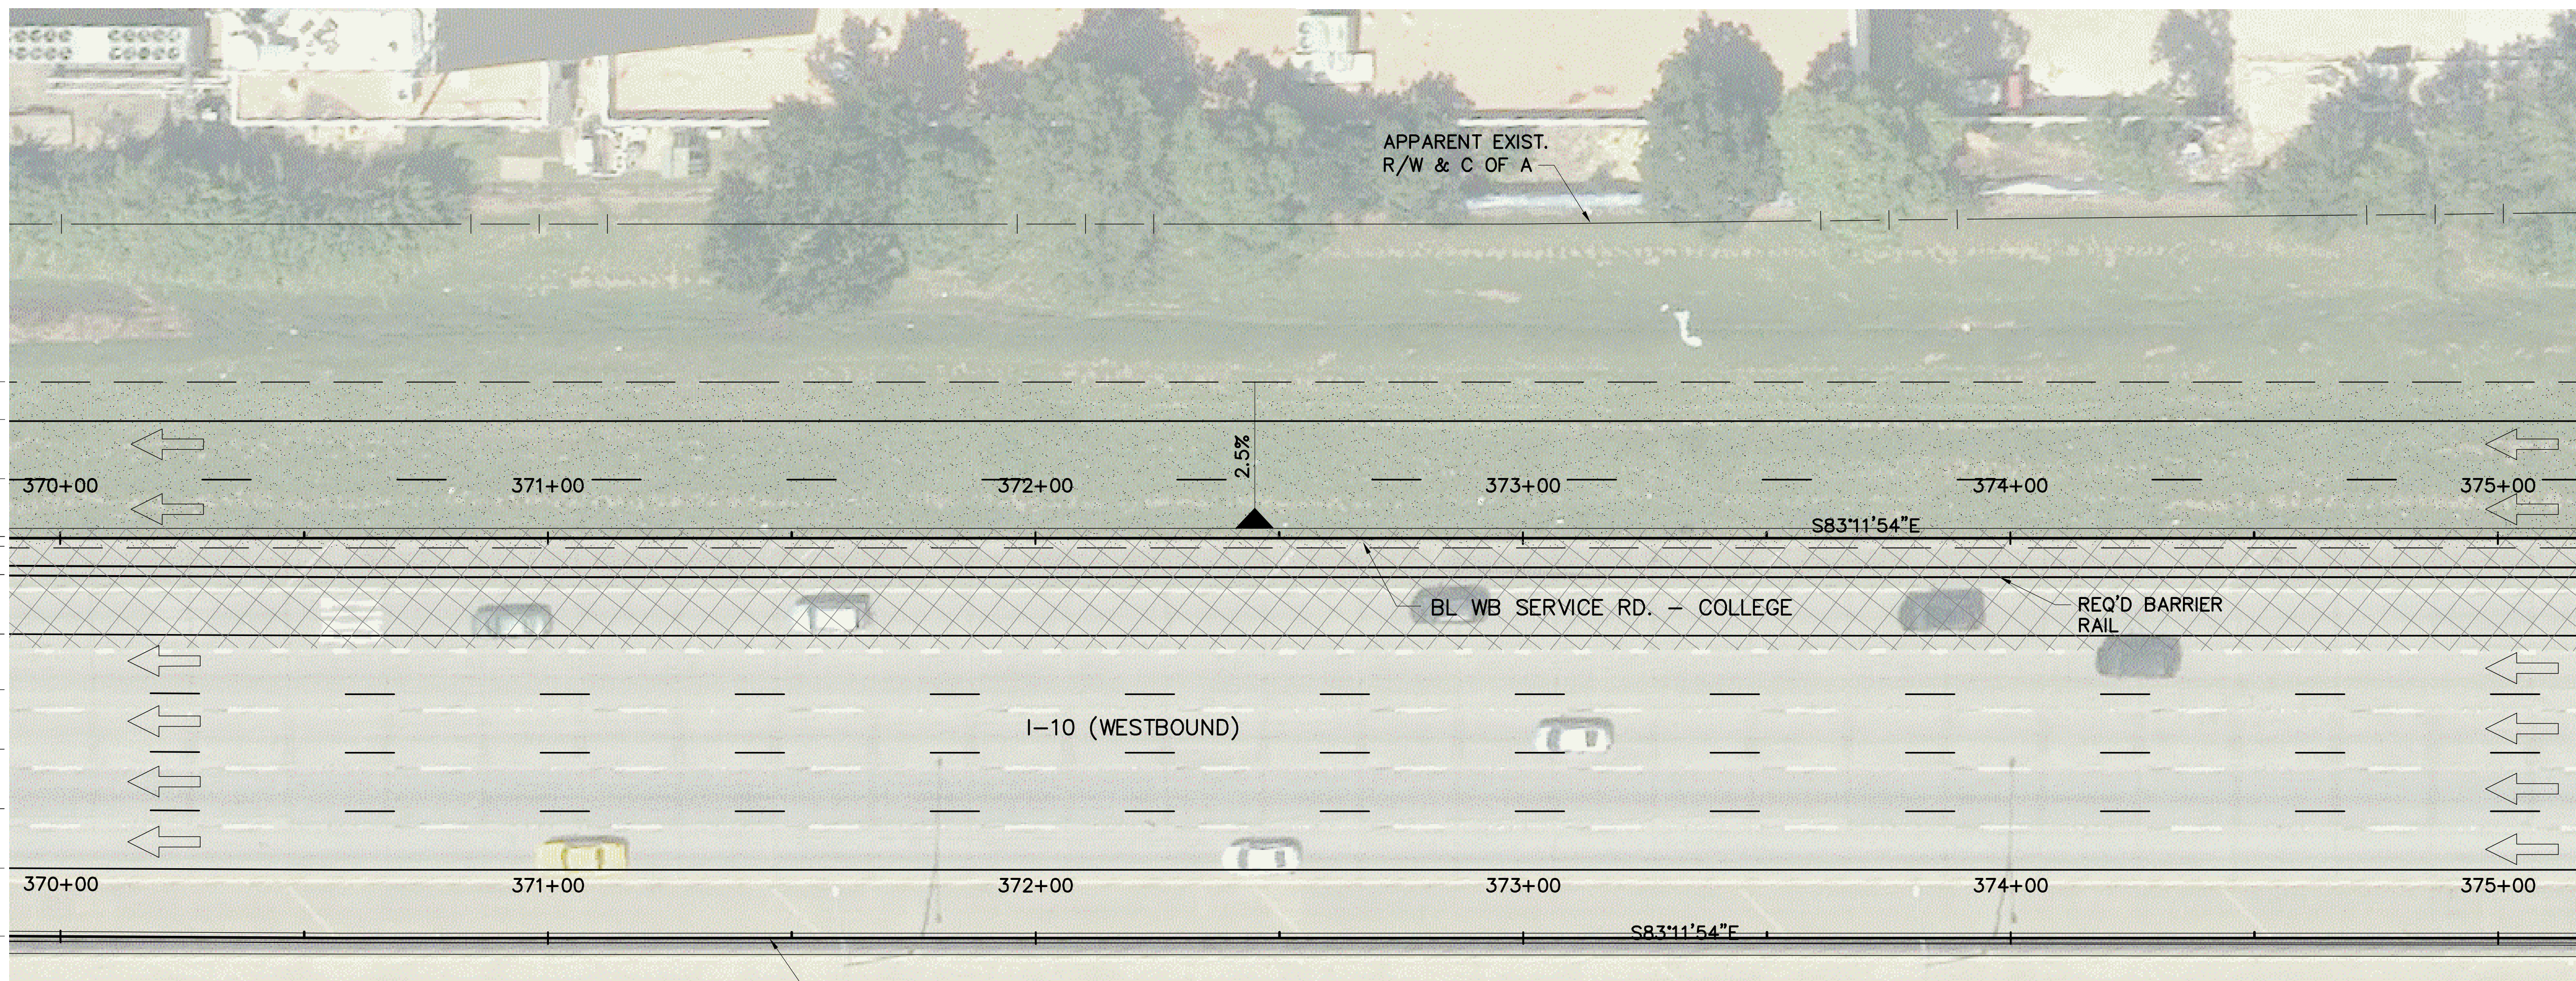 APPARENT EXIST.
R/W & C OF A
2.5%
370+00 371+00 372+00 373+00 374+00 375+00
S83°11'54"E
BL WB SERVICE RD. – COLLEGE
REQ'D BARRIER
RAIL
I–10 (WESTBOUND)
370+00 371+00 372+00 373+00 374+00 375+00
S83°11'54"E